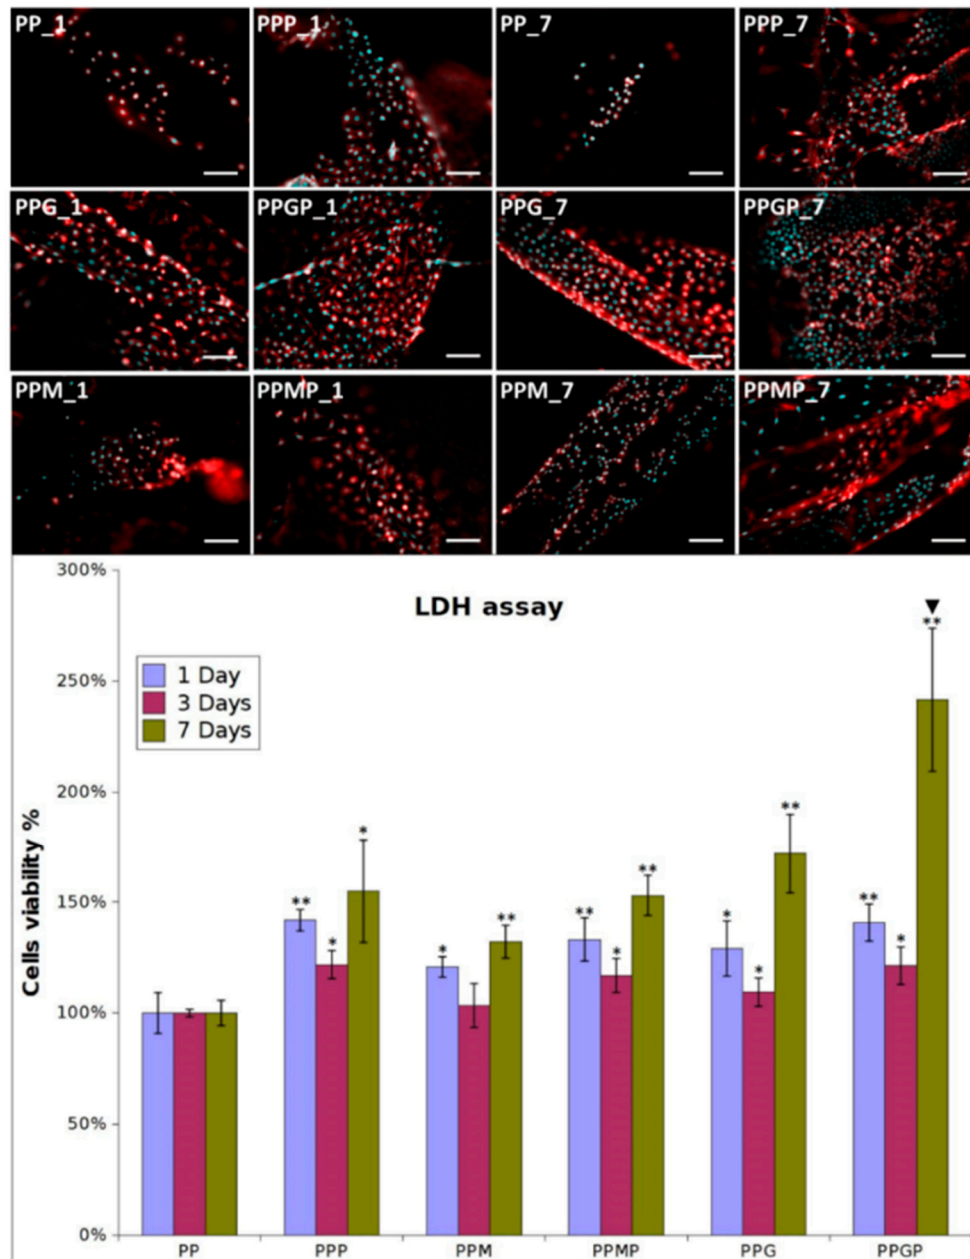 PP_1 PPP_1 PP_7 PPP_7
PPG_1 PPGP_1 PPG_7 PPGP_7
PPM_1 PPMP_1 PPM_7 PPMP_7
LDH assay
1 Day
3 Days
7 Days
Cells viability %
300%
250%
200%
150%
100%
50%
0%
** * *
* **
** * **
* * **
** * ▼ **
PP PPP PPM PPMP PPG PPGP